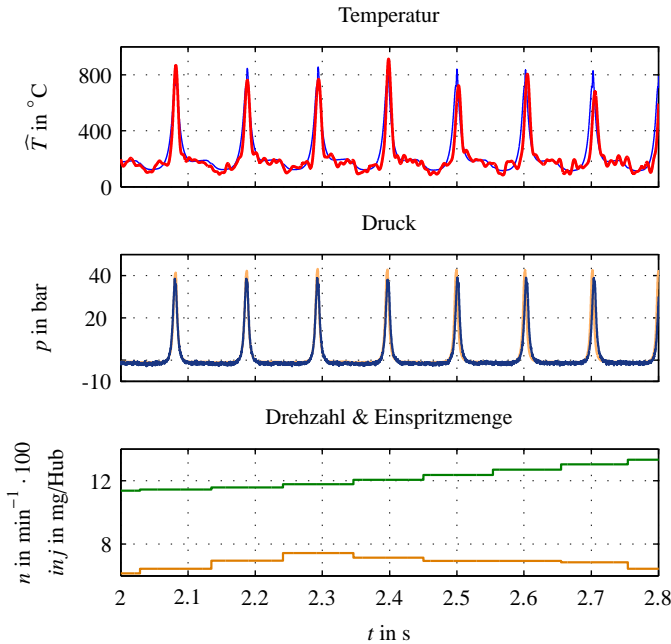 Temperatur
800
400
0
T̂ in °C
Druck
40
20
-10
p in bar
Drehzahl & Einspritzmenge
12
8
n in min⁻¹ · 100
inj in mg/Hub
2 2.1 2.2 2.3 2.4 2.5 2.6 2.7 2.8
t in s